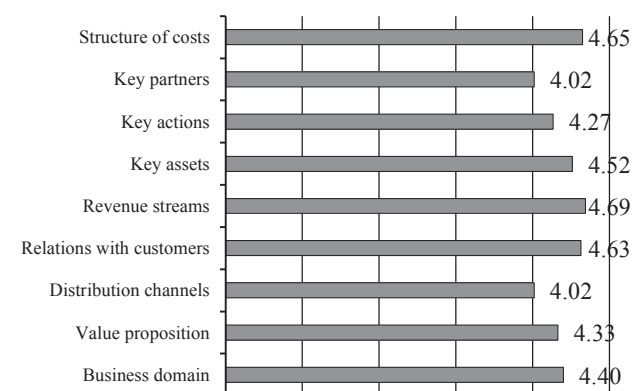 Structure of costs 4.65
Key partners 4.02
Key actions 4.27
Key assets 4.52
Revenue streams 4.69
Relations with customers 4.63
Distribution channels 4.02
Value proposition 4.33
Business domain 4.40